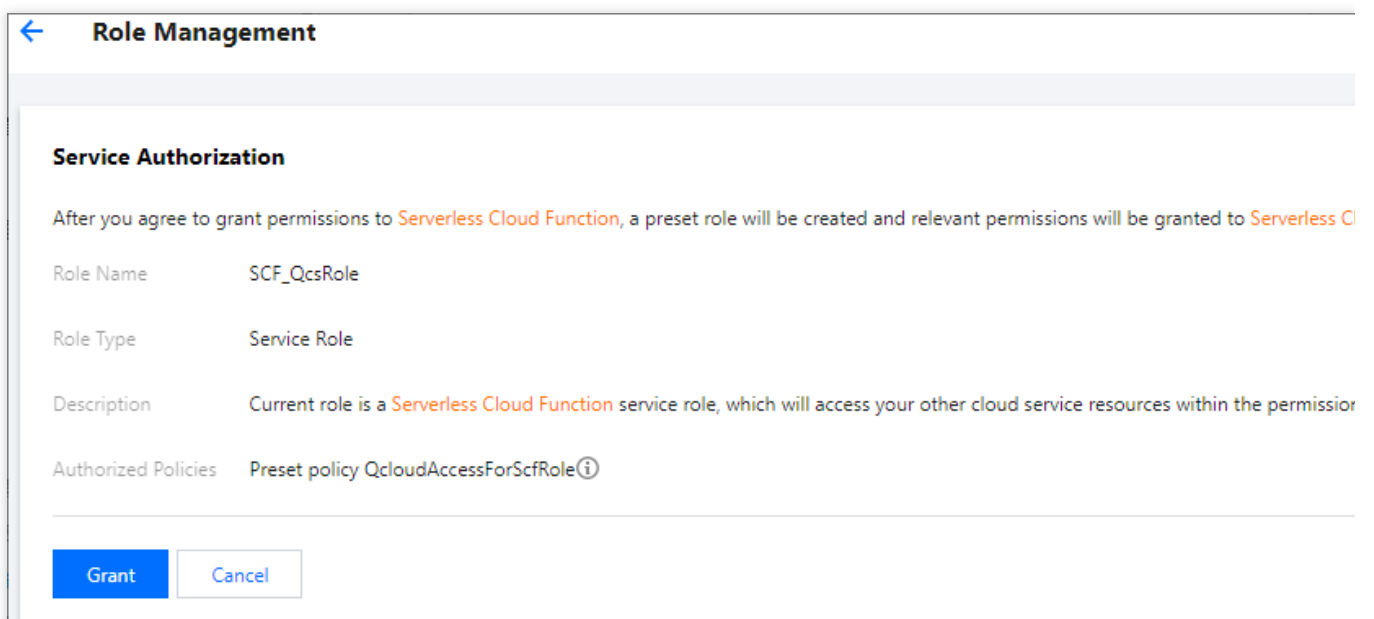 Role Management
Service Authorization
After you agree to grant permissions to Serverless Cloud Function, a preset role will be created and relevant permissions will be granted to Serverless
Role Name SCF_QcsRole
Role Type Service Role
Description Current role is a Serverless Cloud Function service role, which will access your other cloud service resources within the
Authorized Policies Preset policy QcloudAccessForScfRole
Grant Cancel